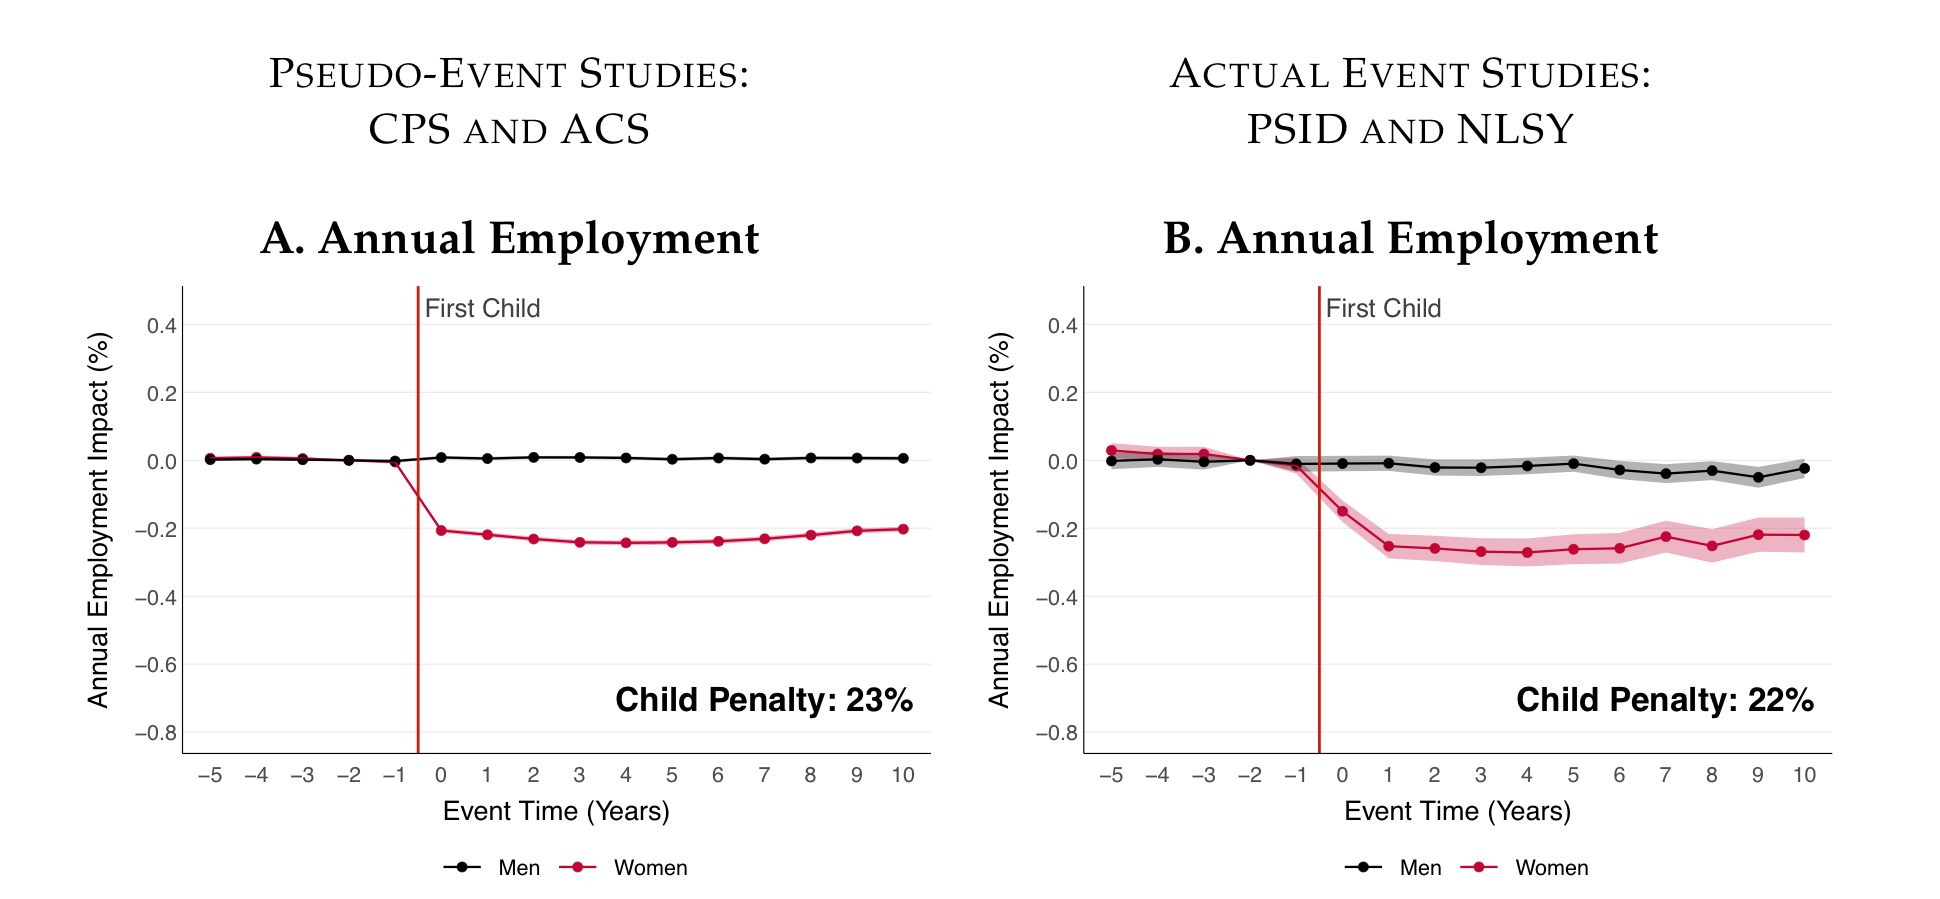 PSEUDO-EVENT STUDIES:
CPS AND ACS
A. Annual Employment
First Child
Annual Employment Impact (%)
0.4
0.2
0.0
−0.2
−0.4
−0.6
−0.8
Child Penalty: 23%
−5 −4 −3 −2 −1 0 1 2 3 4 5 6 7 8 9 10
Event Time (Years)
Men Women
ACTUAL EVENT STUDIES:
PSID AND NLSY
B. Annual Employment
First Child
Annual Employment Impact (%)
0.4
0.2
0.0
−0.2
−0.4
−0.6
−0.8
Child Penalty: 22%
−5 −4 −3 −2 −1 0 1 2 3 4 5 6 7 8 9 10
Event Time (Years)
Men Women